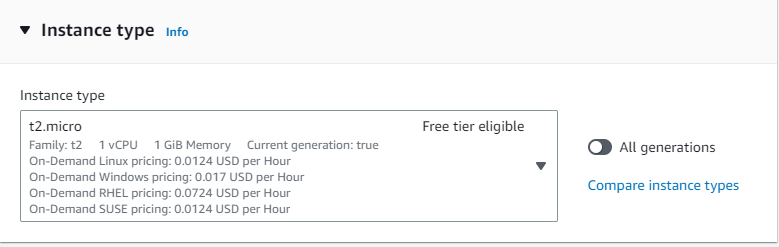 Instance type Info
Instance type
t2.micro Free tier eligible
Family: t2 1 vCPU 1 GiB Memory Current generation: true
On-Demand Linux pricing: 0.0124 USD per Hour
On-Demand Windows pricing: 0.017 USD per Hour
On-Demand RHEL pricing: 0.0724 USD per Hour
On-Demand SUSE pricing: 0.0124 USD per Hour
All generations
Compare instance types